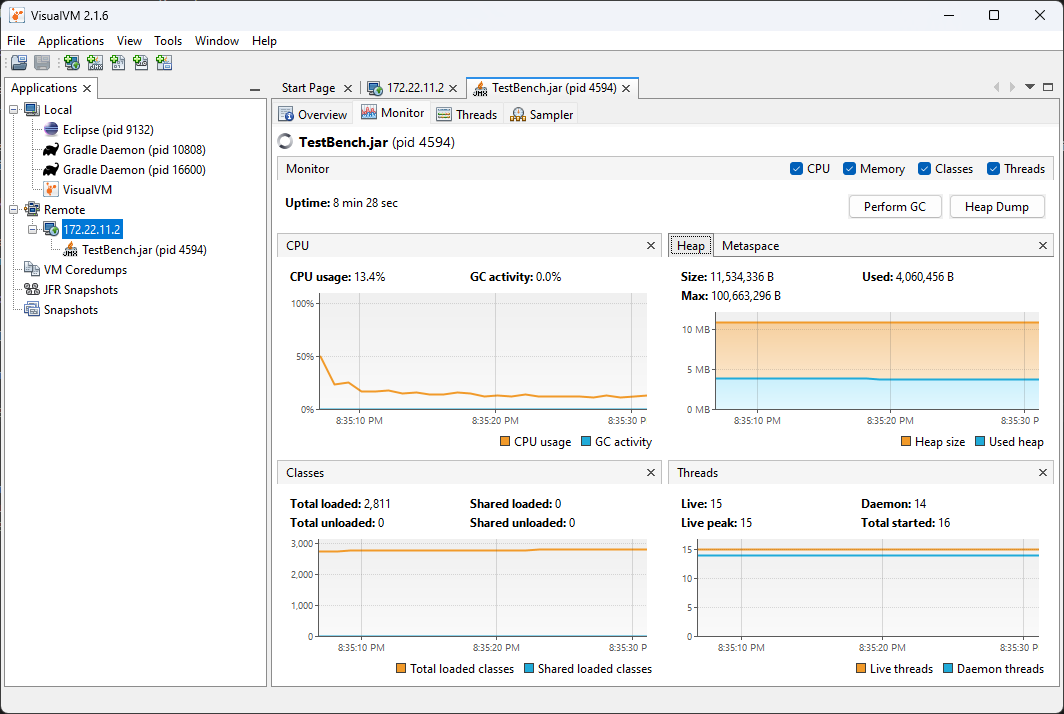 VisualVM 2.1.6
File Applications View Tools Window Help
Applications
Local
Eclipse (pid 9132)
Gradle Daemon (pid 10808)
Gradle Daemon (pid 16600)
VisualVM
Remote
172.22.11.2
TestBench.jar (pid 4594)
VM Coredumps
JFR Snapshots
Snapshots
Start Page 172.22.11.2 TestBench.jar (pid 4594)
Overview Monitor Threads Sampler
TestBench.jar (pid 4594)
Monitor CPU Memory Classes Threads
Uptime: 8 min 28 sec Perform GC Heap Dump
CPU
CPU usage: 13.4% GC activity: 0.0%
100%
50%
0%
8:35:10 PM 8:35:20 PM 8:35:30 P
CPU usage GC activity
Heap Metaspace
Size: 11,534,336 B Used: 4,060,456 B
Max: 100,663,296 B
10 MB
5 MB
0 MB
8:35:10 PM 8:35:20 PM 8:35:30 P
Heap size Used heap
Classes
Total loaded: 2,811 Shared loaded: 0
Total unloaded: 0 Shared unloaded: 0
3,000
2,000
1,000
0
8:35:10 PM 8:35:20 PM 8:35:30 P
Total loaded classes Shared loaded classes
Threads
Live: 15 Daemon: 14
Live peak: 15 Total started: 16
15
10
5
0
8:35:10 PM 8:35:20 PM 8:35:30 P
Live threads Daemon threads